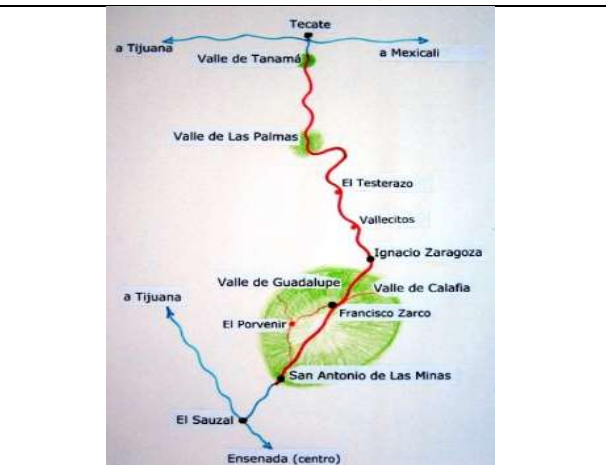 Tecate
a Tijuana
a Mexicali
Valle de Tanamá
Valle de Las Palmas
El Testerazo
Vallecitos
Ignacio Zaragoza
Valle de Guadalupe
Valle de Calafia
a Tijuana
Francisco Zarco
El Porvenir
San Antonio de Las Minas
El Sauzal
Ensenada (centro)